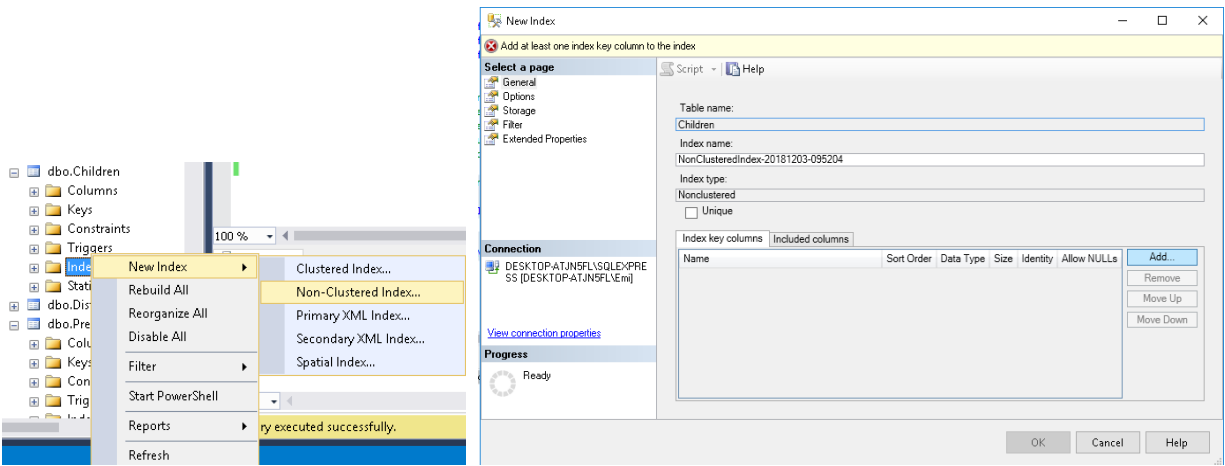 dbo.Children
Columns
Keys
Constraints
Triggers
Inde
Stati
dbo.Dis
dbo.Pre
Colu
Keys
Con
Trig
New Index
Rebuild All
Reorganize All
Disable All
Filter
Start PowerShell
Reports
Refresh
Clustered Index...
Non-Clustered Index...
Primary XML Index...
Secondary XML Index...
Spatial Index...
100 %
ry executed successfully.
New Index
Add at least one index key column to the index
Select a page
General
Options
Storage
Filter
Extended Properties
Connection
DESKTOP-ATJN5FL\SQLEXPRE
SS [DESKTOP-ATJN5FL\Emi]
View connection properties
Progress
Ready
Script Help
Table name:
Children
Index name:
NonClusteredIndex-20181203-095204
Index type:
Nonclustered
Unique
Index key columns Included columns
Name Sort Order Data Type Size Identity Allow NULLs
Add...
Remove
Move Up
Move Down
OK Cancel Help